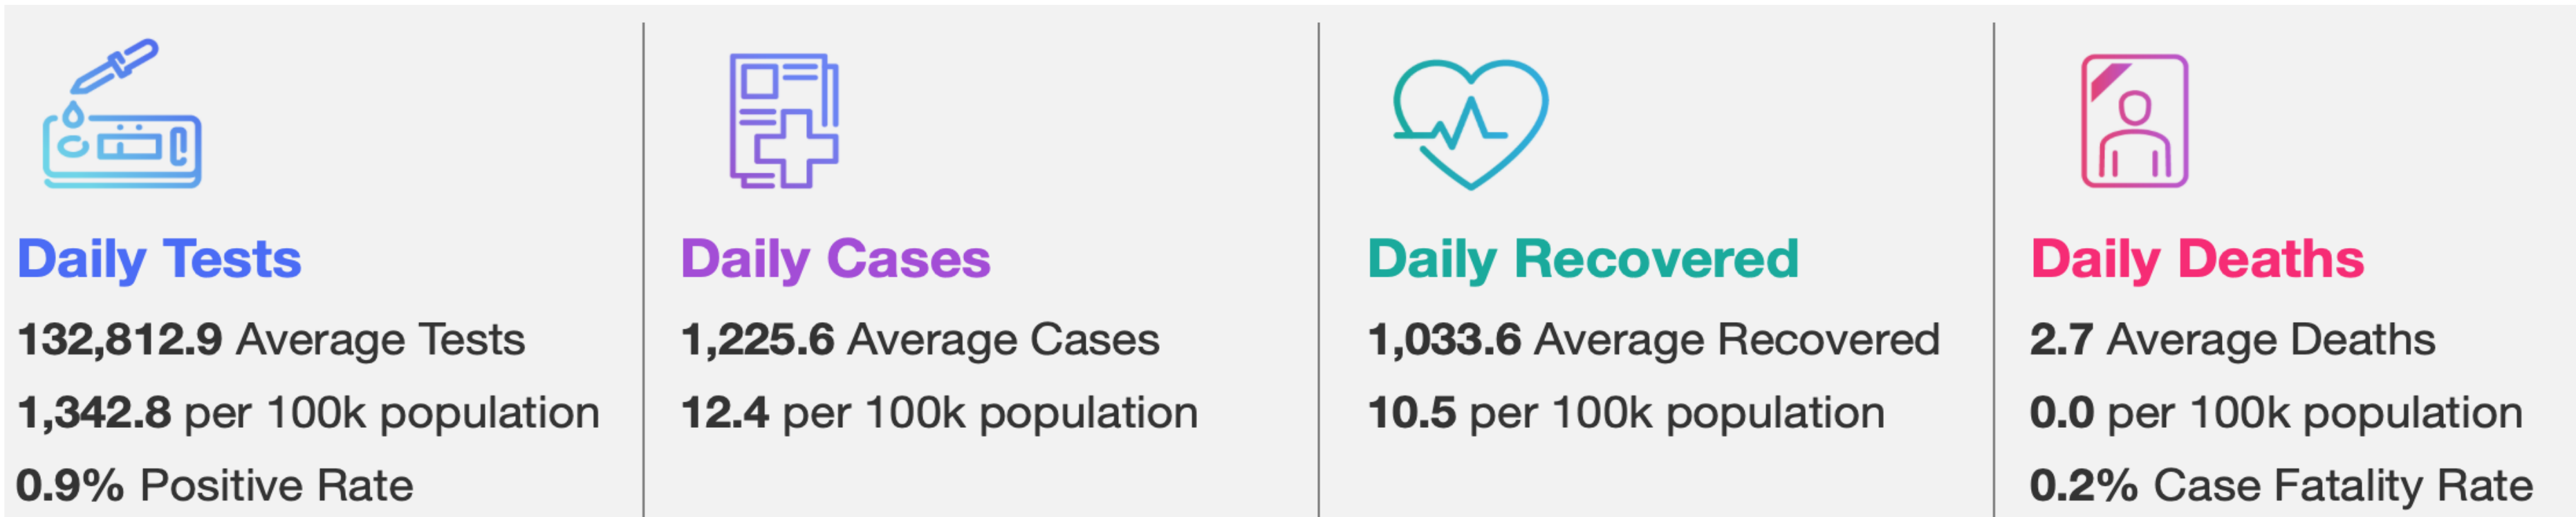 Daily Tests
132,812.9 Average Tests
1,342.8 per 100k population
0.9% Positive Rate
Daily Cases
1,225.6 Average Cases
12.4 per 100k population
Daily Recovered
1,033.6 Average Recovered
10.5 per 100k population
Daily Deaths
2.7 Average Deaths
0.0 per 100k population
0.2% Case Fatality Rate